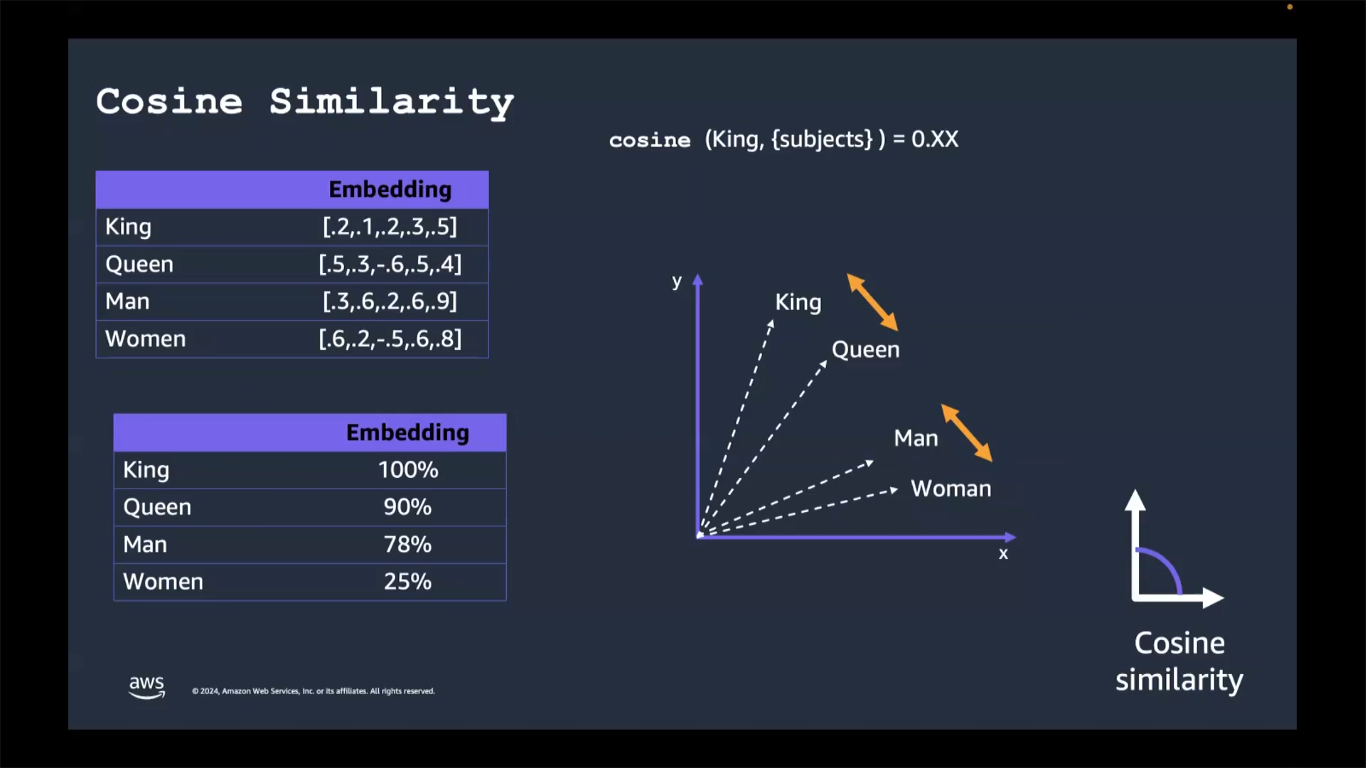 Cosine Similarity
cosine (King, {subjects} ) = 0.XX
Embedding
King [.2,.1,.2,.3,.5]
Queen [.5,.3,-.6,.5,.4]
Man [.3,.6,.2,.6,.9]
Women [.6,.2,-.5,.6,.8]
Embedding
King 100%
Queen 90%
Man 78%
Women 25%
y
King
Queen
Man
Woman
x
Cosine
similarity
aws
© 2024, Amazon Web Services, Inc. or its affiliates. All rights reserved.